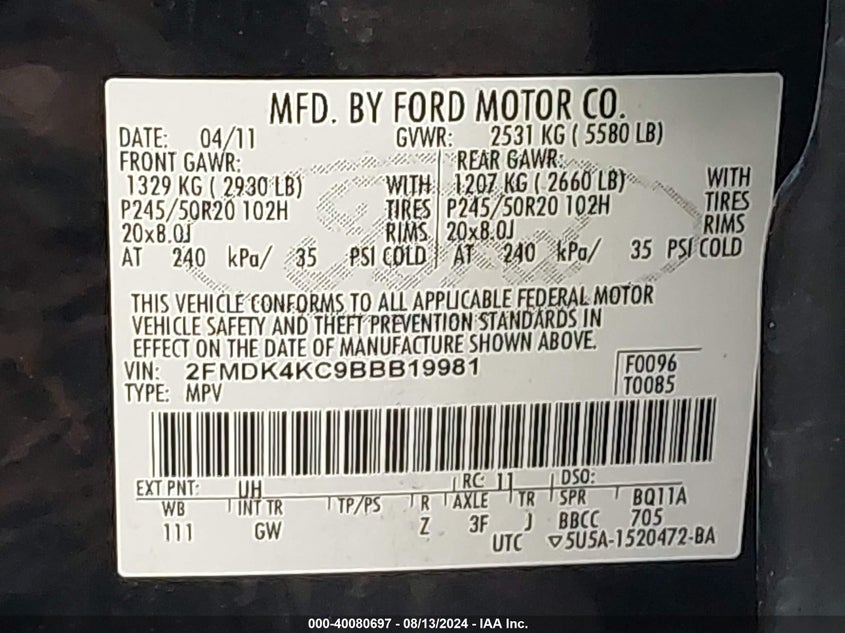 MFD. BY FORD MOTOR CO.
DATE: 04/11 GVWR: 2531 KG ( 5580 LB)
FRONT GAWR: REAR GAWR:
1329 KG ( 2930 LB) WITH 1207 KG ( 2660 LB) WITH
P245/50R20 102H TIRES P245/50R20 102H TIRES
20x8.0J RIMS 20x8.0J RIMS
AT 240 kPa/ 35 PSI COLD AT 240 kPa/ 35 PSI COLD
THIS VEHICLE CONFORMS TO ALL APPLICABLE FEDERAL MOTOR
VEHICLE SAFETY AND THEFT PREVENTION STANDARDS IN
EFFECT ON THE DATE OF MANUFACTURE SHOWN ABOVE.
VIN: 2FMDK4KC9BBB19981 F0096
TYPE: MPV T0085
EXT PNT: UH RC: 11 DSO:
WB INT TR TP/PS R AXLE TR SPR BQ11A
111 GW Z 3F J BBCC 705
UTC ▽5U5A-1520472-BA
000-40080697 - 08/13/2024 - IAA Inc.